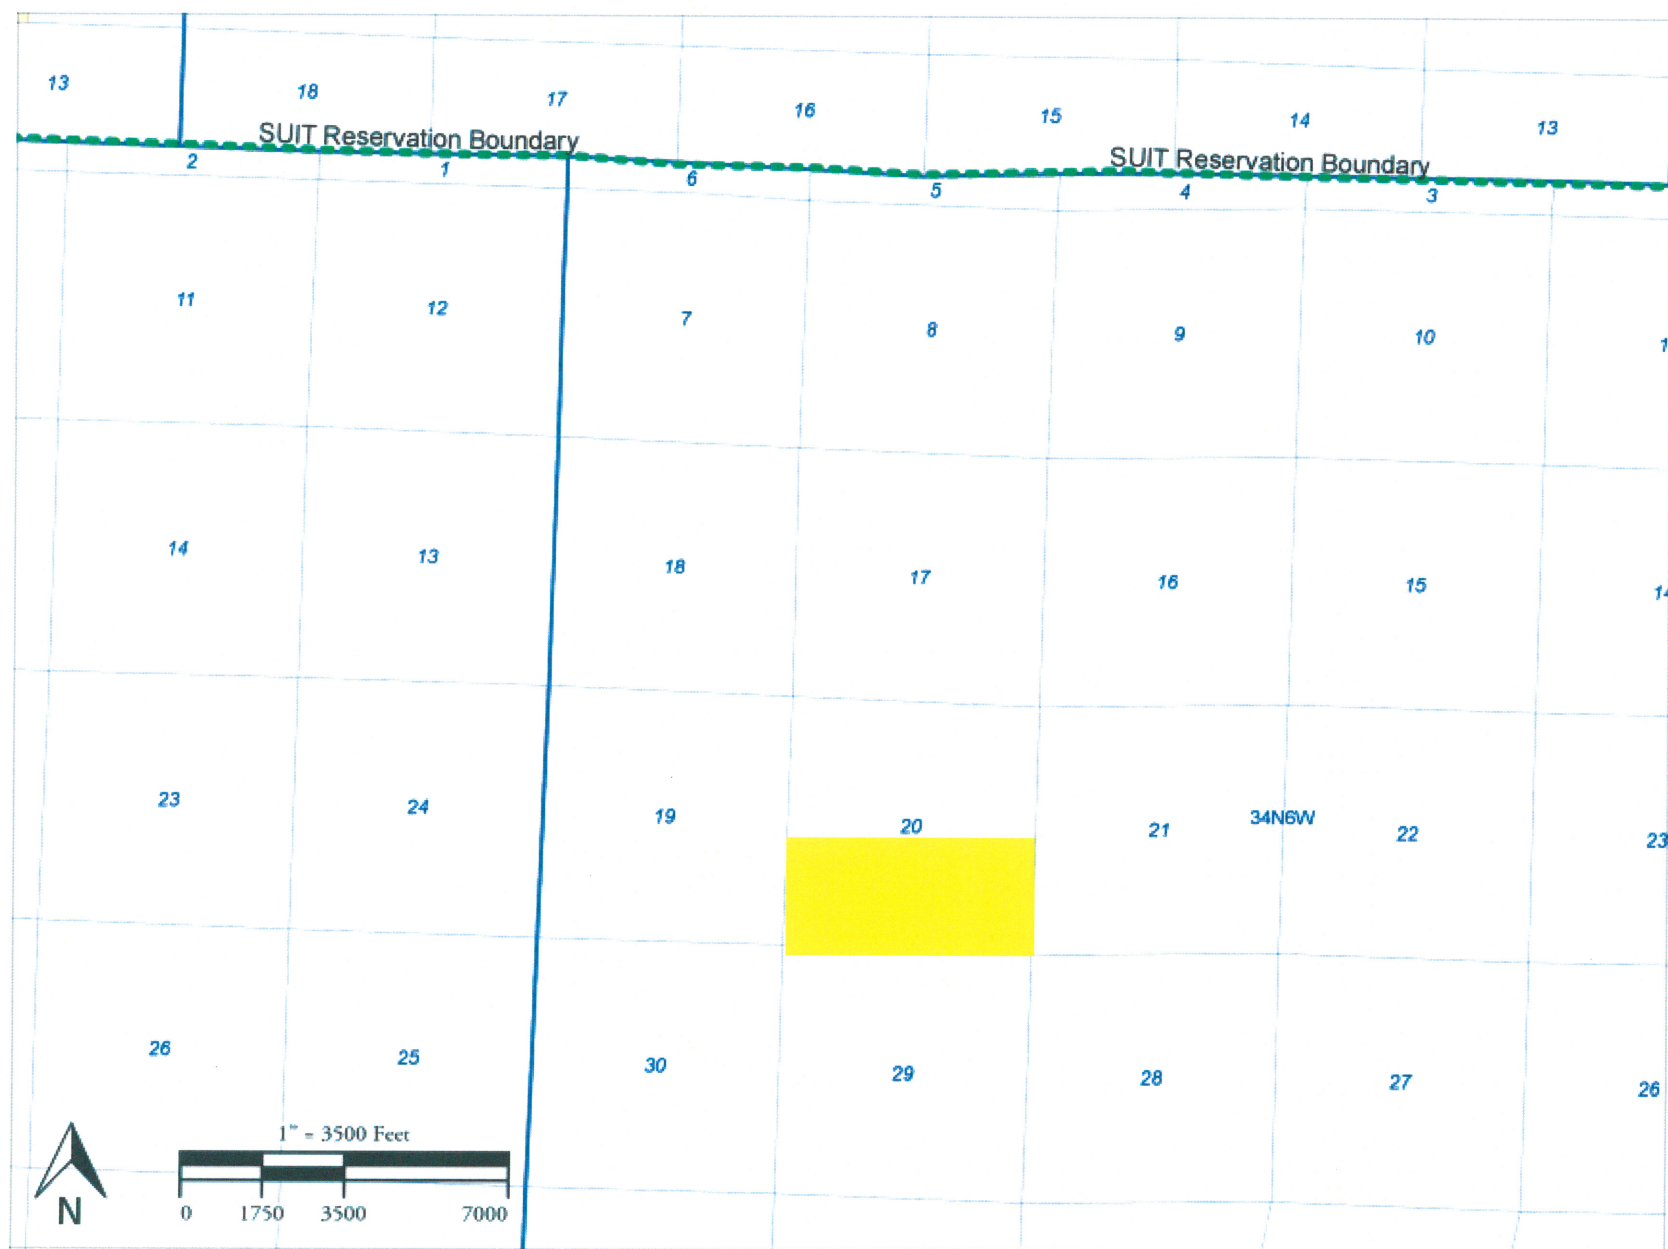 13 18 17 16 15 14 13
SUIT Reservation Boundary SUIT Reservation Boundary
2 1 6 5 4 3
11 12 7 8 9 10 1
14 13 18 17 16 15 14
23 24 19 20 21 34N6W 22 23
26 25 30 29 28 27 26
1" = 3500 Feet
N
0 1750 3500 7000